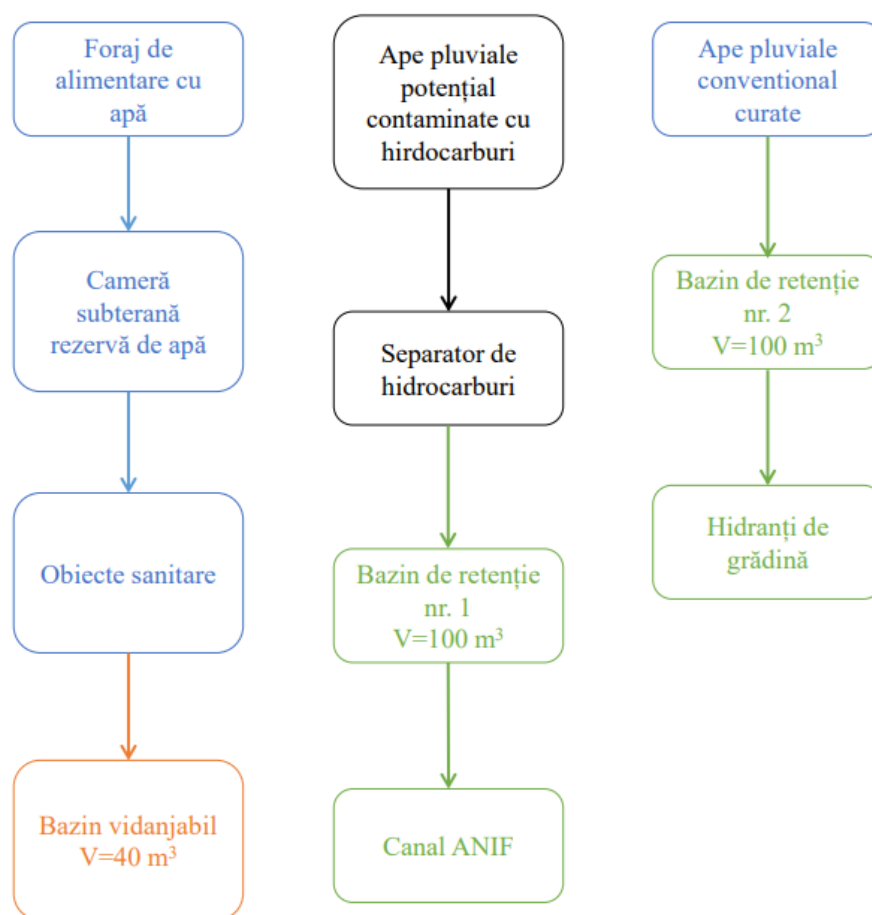 Foraj de
alimentare cu
apă
Cameră
subterană
rezervă de apă
Obiecte sanitare
Bazin vidanjabil
V=40 m³
Ape pluviale
potențial
contaminate cu
hirdocarburi
Separator de
hidrocarburi
Bazin de retenție
nr. 1
V=100 m³
Canal ANIF
Ape pluviale
conventional
curate
Bazin de retenție
nr. 2
V=100 m³
Hidranți de
grădină